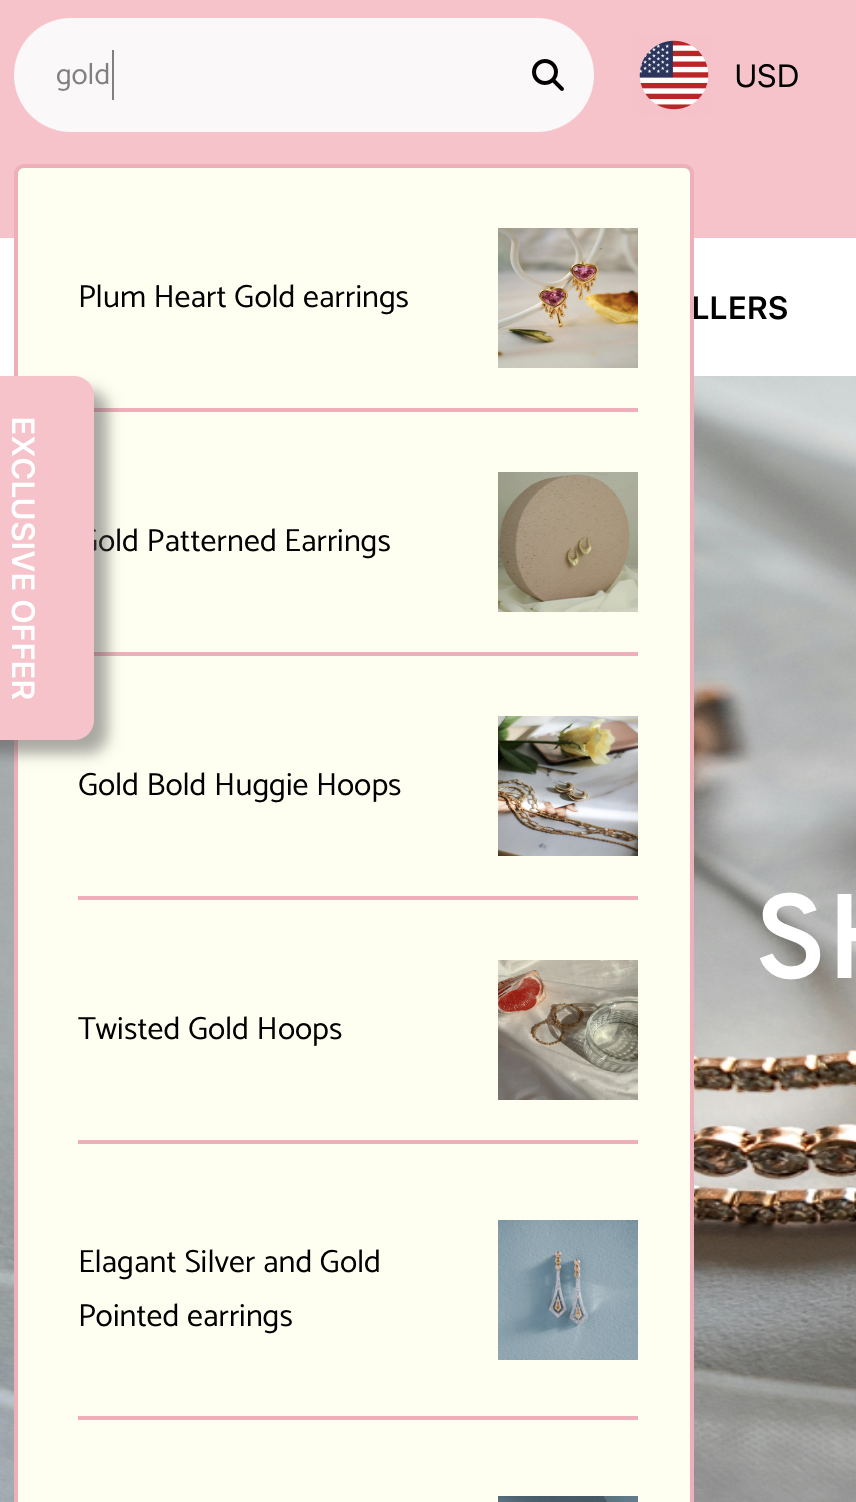 gold
USD
Plum Heart Gold earrings
LLERS
EXCLUSIVE OFFER
Gold Patterned Earrings
Gold Bold Huggie Hoops
SH
Twisted Gold Hoops
Elagant Silver and Gold
Pointed earrings